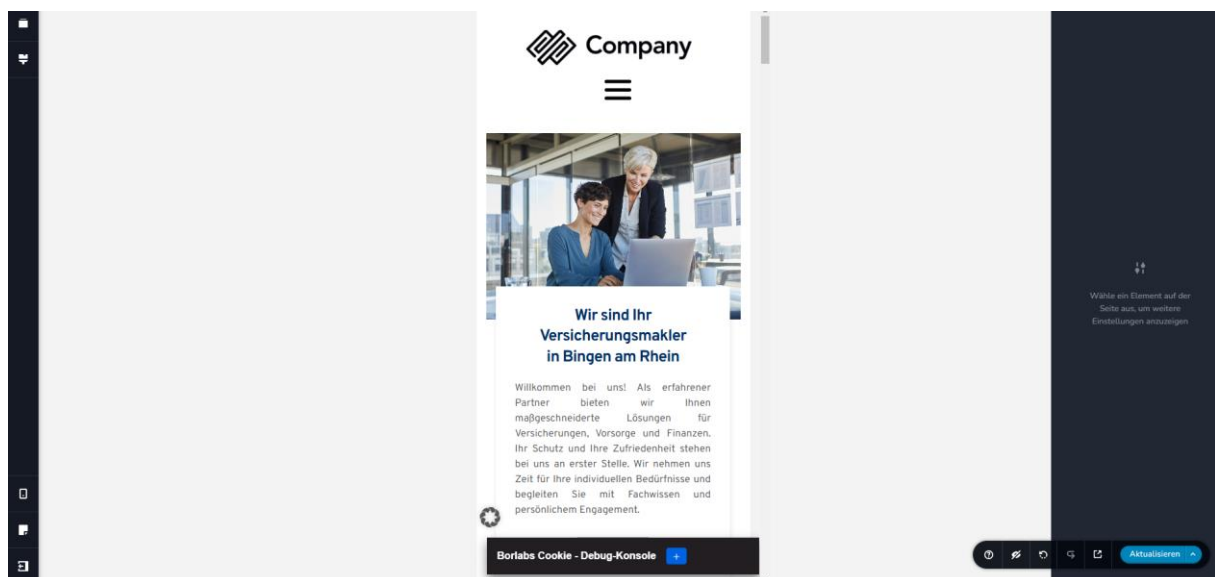 Company
Wir sind Ihr
Versicherungsmakler
in Bingen am Rhein
Willkommen bei uns! Als erfahrener
Partner bieten wir Ihnen
maßgeschneiderte Lösungen für
Versicherungen, Vorsorge und Finanzen.
Ihr Schutz und Ihre Zufriedenheit stehen
bei uns an erster Stelle. Wir nehmen uns
Zeit für Ihre individuellen Bedürfnisse und
begleiten Sie mit Fachwissen und
persönlichem Engagement.
Borlabs Cookie - Debug-Konsole +
Wähle ein Element auf der
Seite aus, um weitere
Einstellungen anzuzeigen
Aktualisieren